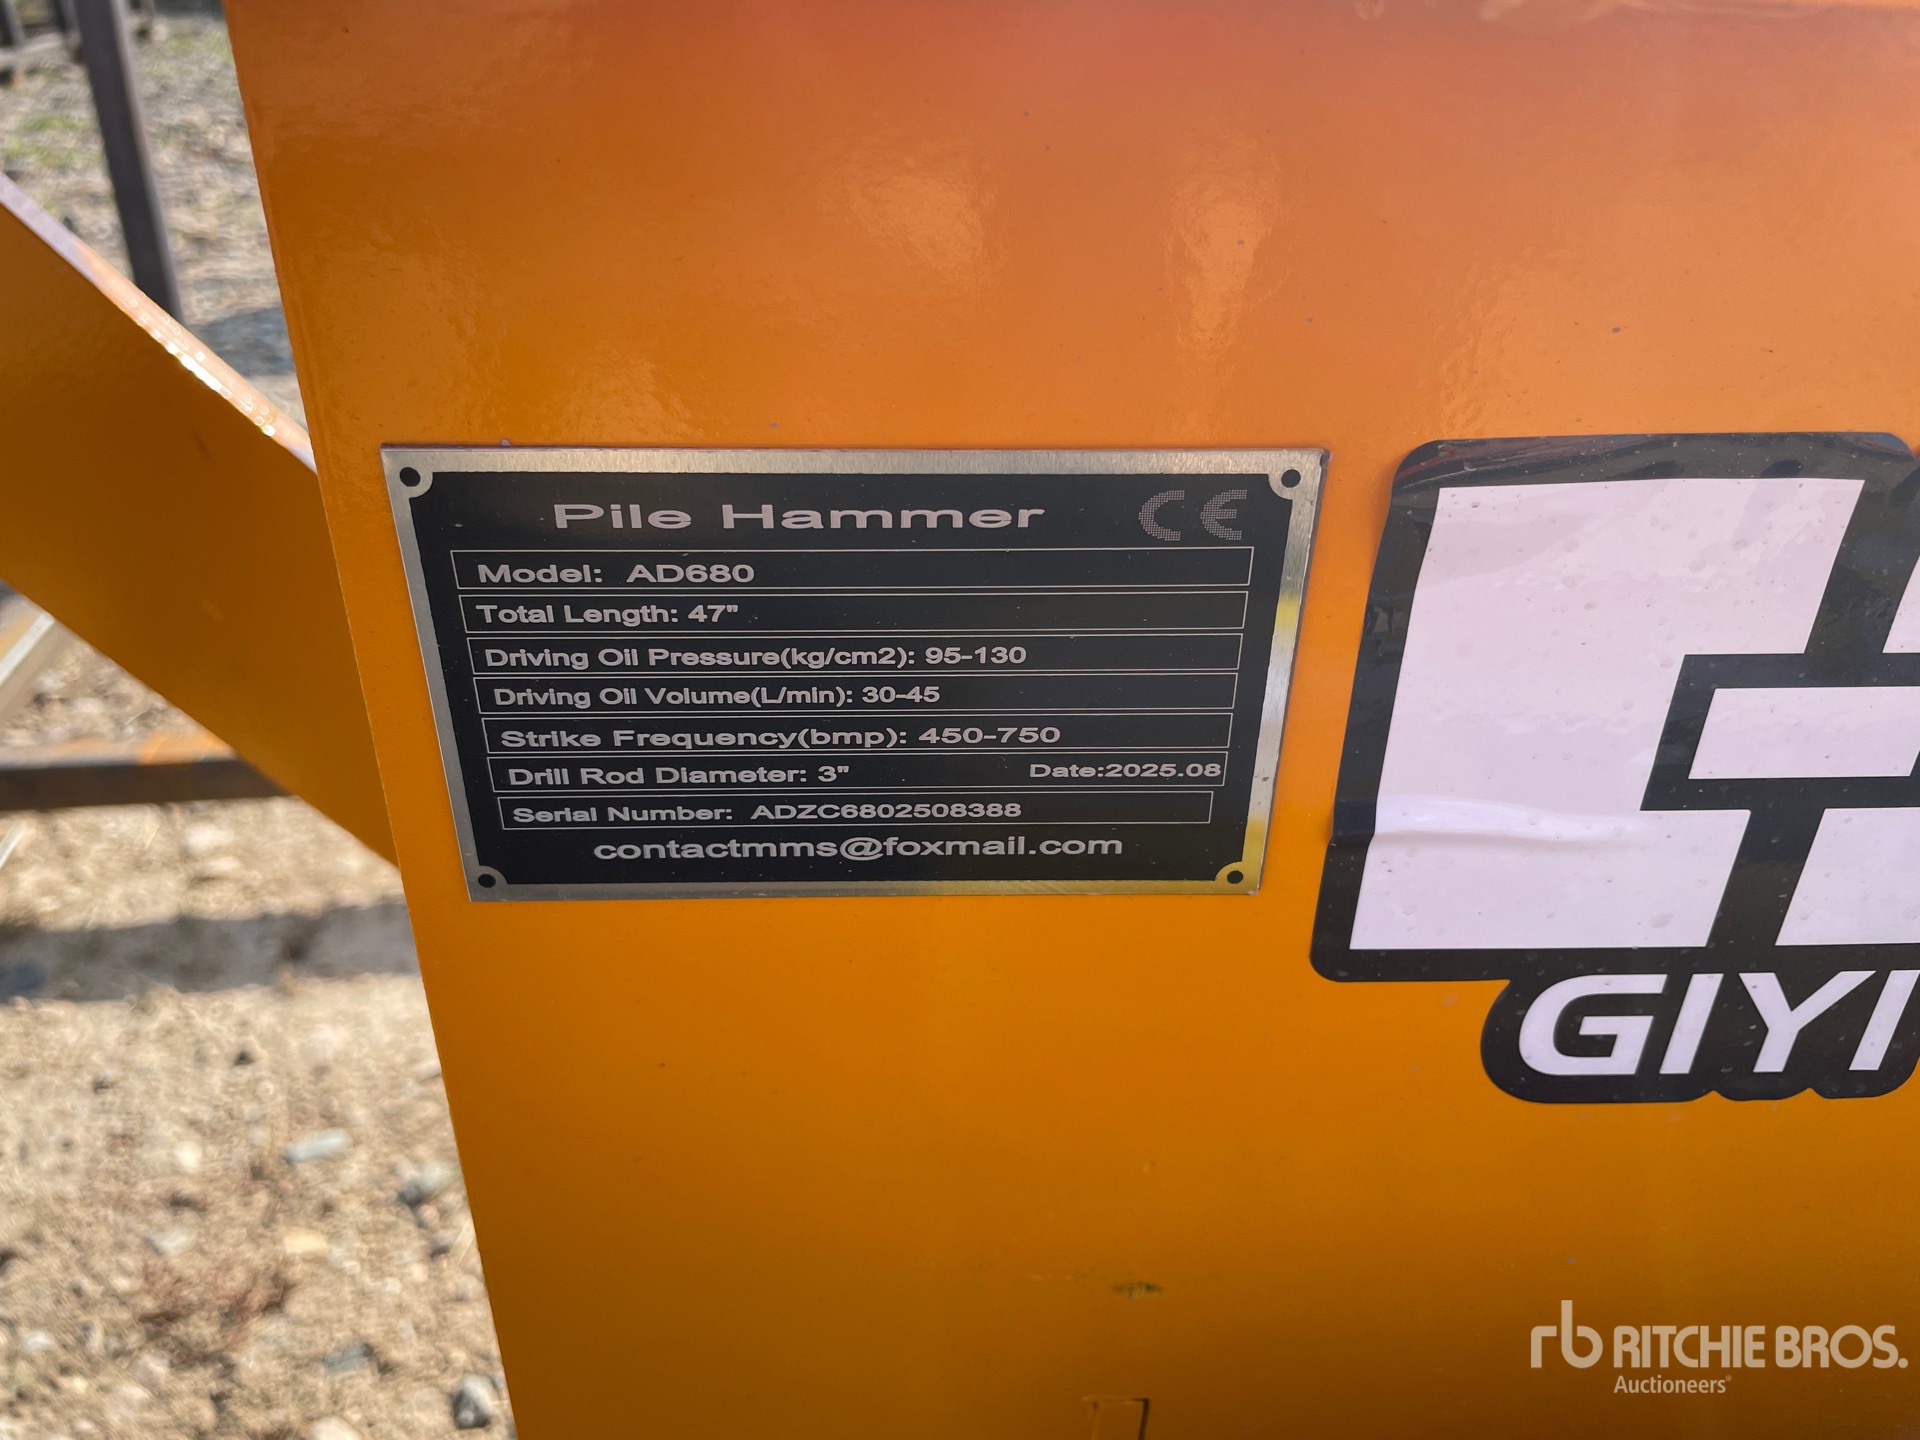 Pile Hammer CE
Model: AD680
Total Length: 47"
Driving Oil Pressure(kg/cm2): 95-130
Driving Oil Volume(L/min): 30-45
Strike Frequency(bmp): 450-750
Drill Rod Diameter: 3" Date:2025.08
Serial Number: ADZC6802508388
contactmms@foxmail.com
GIYI
rb RITCHIE BROS.
Auctioneers